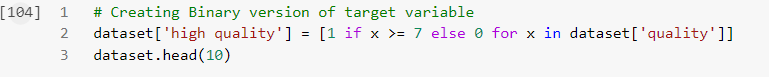 [104] 1 # Creating Binary version of target variable
2 dataset['high quality'] = [1 if x >= 7 else 0 for x in dataset['quality']]
3 dataset.head(10)